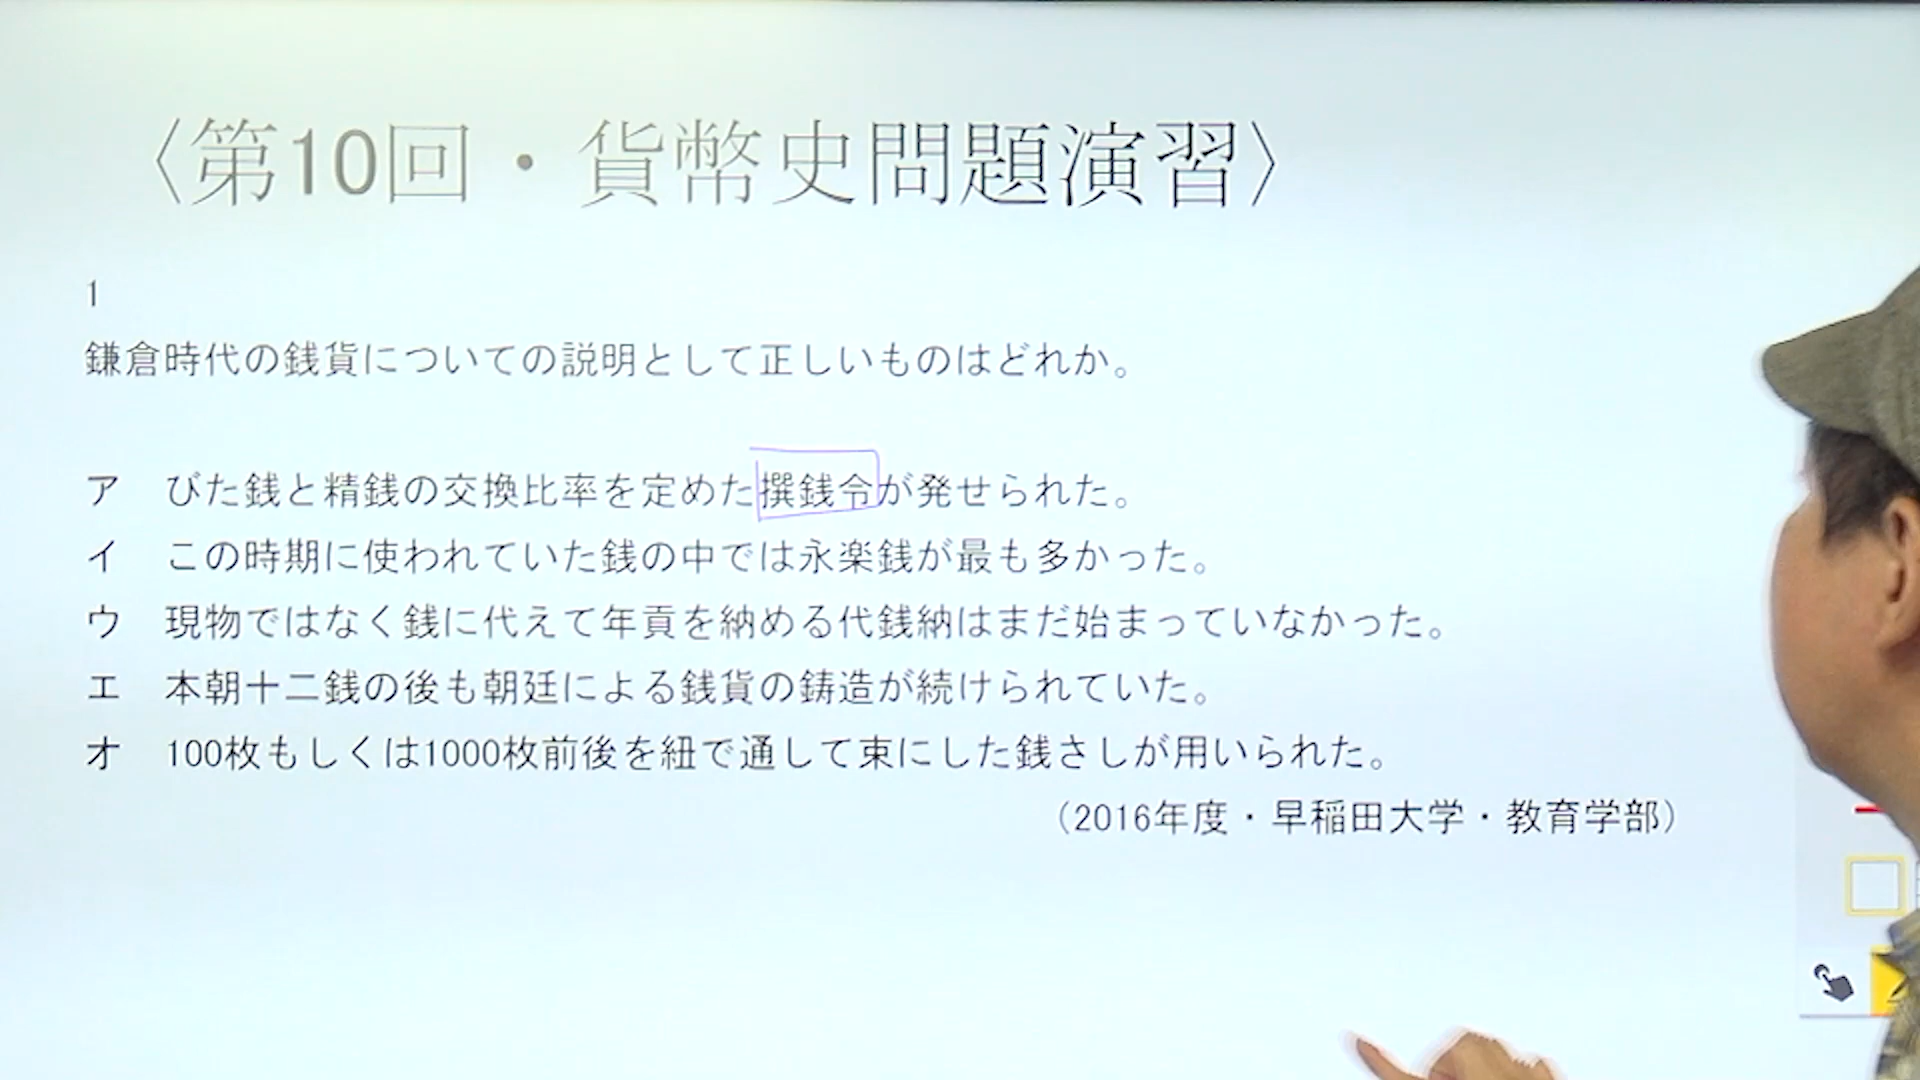 〈第10回・貨幣史問題演習〉
1
鎌倉時代の銭貨についての説明として正しいものはどれか。
ア　びた銭と精銭の交換比率を定めた撰銭令が発せられた。
イ　この時期に使われていた銭の中では永楽銭が最も多かった。
ウ　現物ではなく銭に代えて年貢を納める代銭納はまだ始まっていなかった。
エ　本朝十二銭の後も朝廷による銭貨の鋳造が続けられていた。
オ　100枚もしくは1000枚前後を紐で通して束にした銭さしが用いられた。
（2016年度・早稲田大学・教育学部）